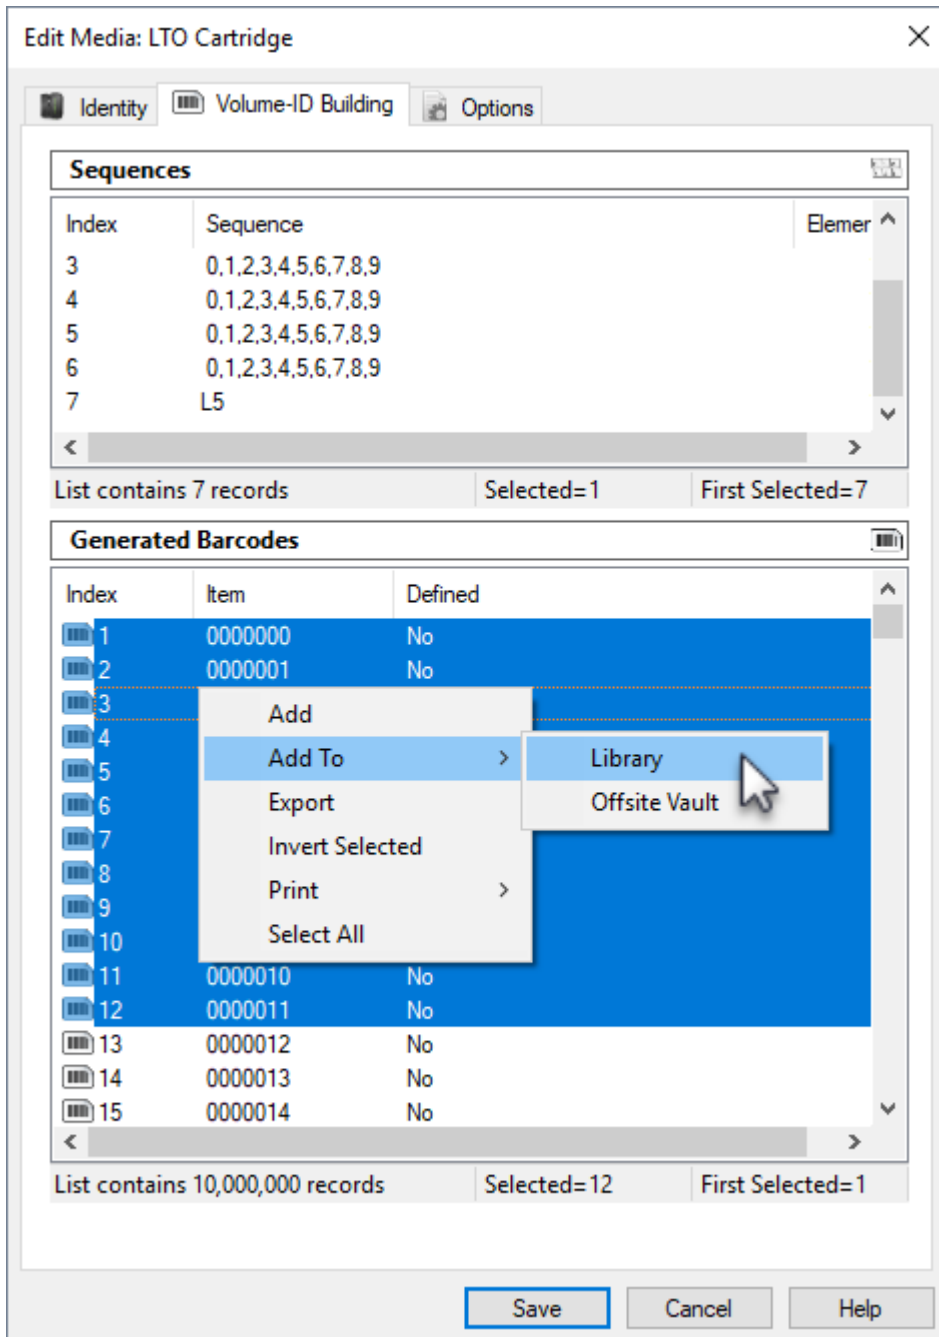 Edit Media: LTO Cartridge
Identity Volume-ID Building Options
Sequences
Index Sequence Elemer
3 0,1,2,3,4,5,6,7,8,9
4 0,1,2,3,4,5,6,7,8,9
5 0,1,2,3,4,5,6,7,8,9
6 0,1,2,3,4,5,6,7,8,9
7 L5
List contains 7 records Selected=1 First Selected=7
Generated Barcodes
Index Item Defined
1 0000000 No
2 0000001 No
3
4
5
6
7
8
9
10
11 0000010 No
12 0000011 No
13 0000012 No
14 0000013 No
15 0000014 No
Add
Add To
Export
Invert Selected
Print
Select All
Library
Offsite Vault
List contains 10,000,000 records Selected=12 First Selected=1
Save Cancel Help